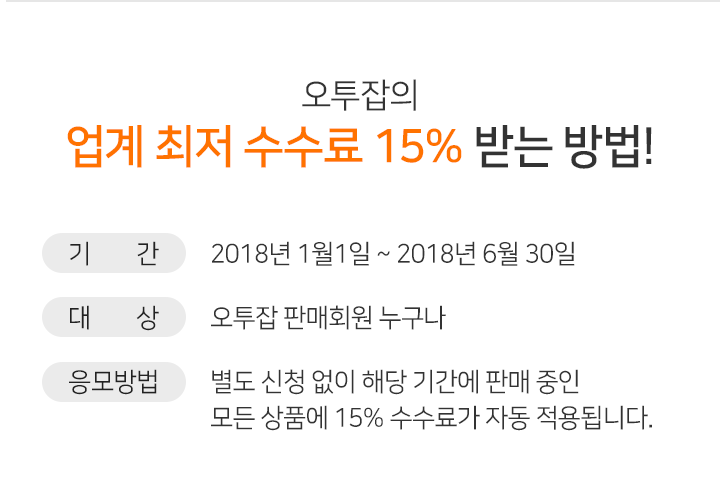 오투잡의
업계 최저 수수료 15% 받는 방법!
기 간 2018년 1월1일 ~ 2018년 6월 30일
대 상 오투잡 판매회원 누구나
응모방법 별도 신청 없이 해당 기간에 판매 중인
모든 상품에 15% 수수료가 자동 적용됩니다.